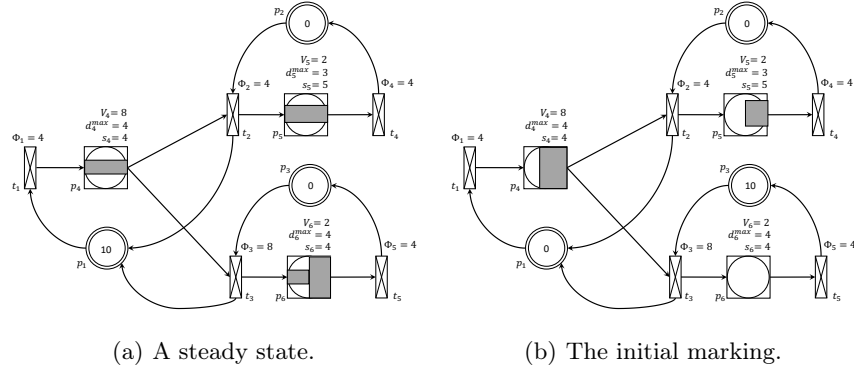 p₂
0
V₅= 2
d₅ᵐᵃˣ = 3
s₅= 5
Φ₂ = 4
Φ₄ = 4
V₄= 8
d₄ᵐᵃˣ = 4
s₄= 4
Φ₁ = 4
p₅
t₂
t₄
p₃
0
t₁
p₄
V₆= 2
d₆ᵐᵃˣ = 4
s₆= 4
10
Φ₃ = 8
Φ₅ = 4
p₁
t₃
p₆
t₅
(a) A steady state.
p₂
0
V₅= 2
d₅ᵐᵃˣ = 3
s₅= 5
Φ₂ = 4
Φ₄ = 4
V₄= 8
d₄ᵐᵃˣ = 4
s₄= 4
Φ₁ = 4
p₅
t₂
t₄
p₃
10
t₁
p₄
V₆= 2
d₆ᵐᵃˣ = 4
s₆= 4
0
Φ₃ = 8
Φ₅ = 4
p₁
t₃
p₆
t₅
(b) The initial marking.